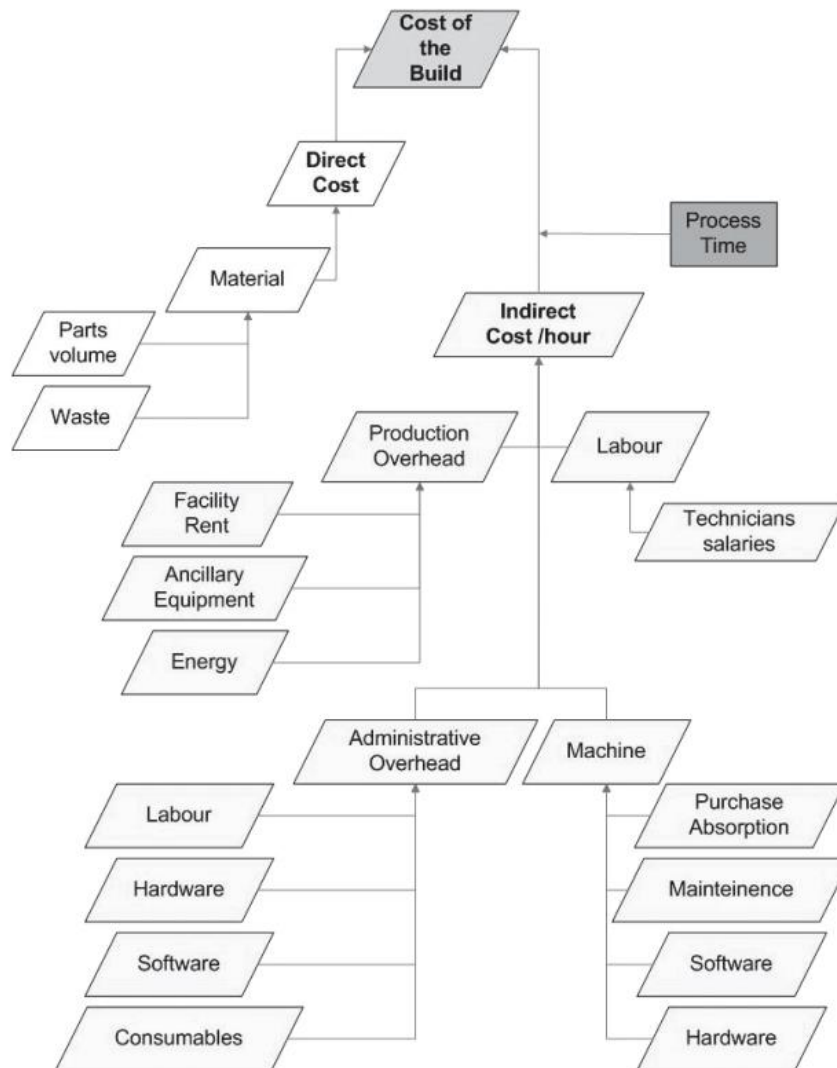 Cost of
the
Build
Direct
Cost
Process
Time
Material
Indirect
Cost /hour
Parts
volume
Waste
Production
Overhead
Labour
Facility
Rent
Technicians
salaries
Ancillary
Equipment
Energy
Administrative
Overhead
Machine
Labour
Purchase
Absorption
Hardware
Mainteinence
Software
Software
Consumables
Hardware